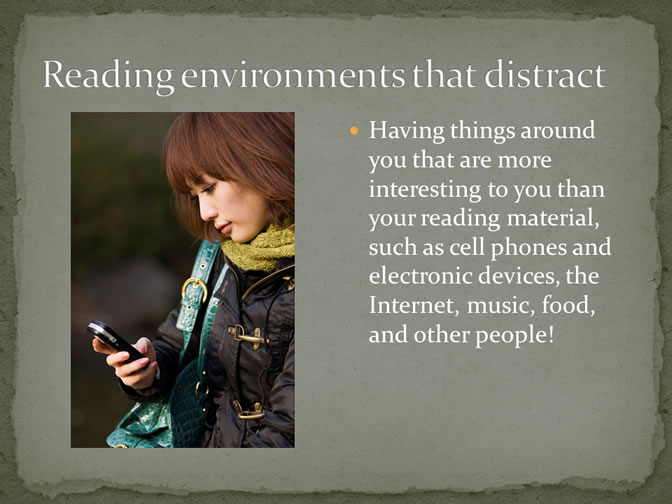 Reading environments that distract
Having things around
you that are more
interesting to you than
your reading material,
such as cell phones and
electronic devices, the
Internet, music, food,
and other people!